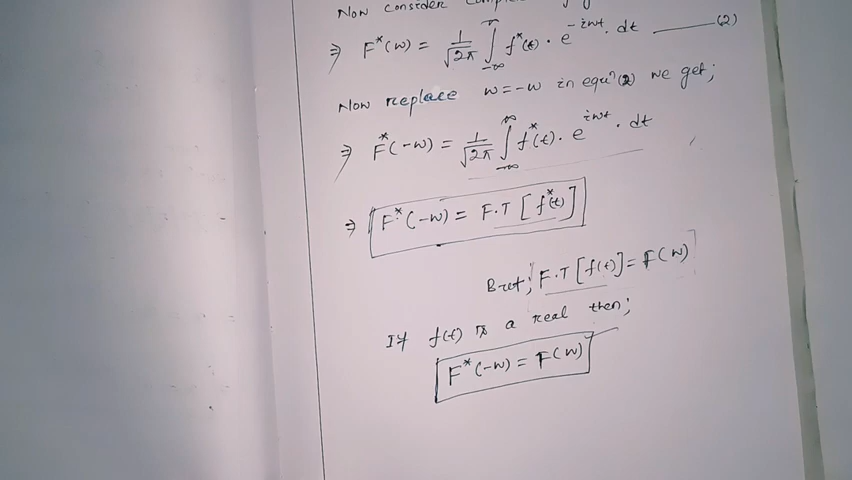 Now consider
⇒ F*(w) = 1/√2π ∫_{-∞}^{∞} f*(t) · e^{-iwt} · dt ——— (2)
Now replace w = -w in equⁿ(2) we get;
⇒ F*(-w) = 1/√2π ∫_{-∞}^{∞} f*(t) · e^{iwt} · dt
⇒ F*(-w) = F.T [f*(t)]
But; F.T [f(t)] = F(w)
If f(t) is a real then;
F*(-w) = F(w)